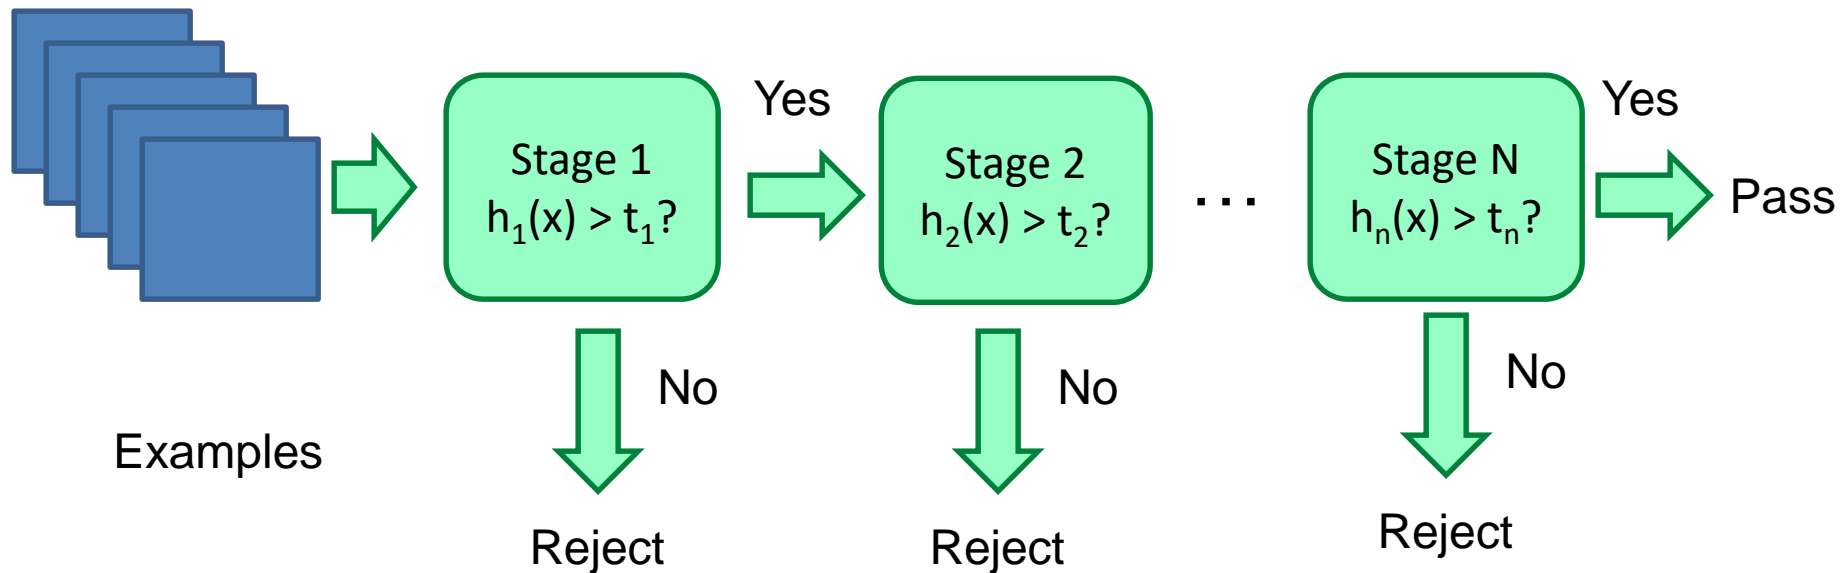 Examples
Stage 1
h₁(x) > t₁?
No
Reject
Yes
Stage 2
h₂(x) > t₂?
No
Reject
...
Stage N
hₙ(x) > tₙ?
No
Reject
Yes
Pass